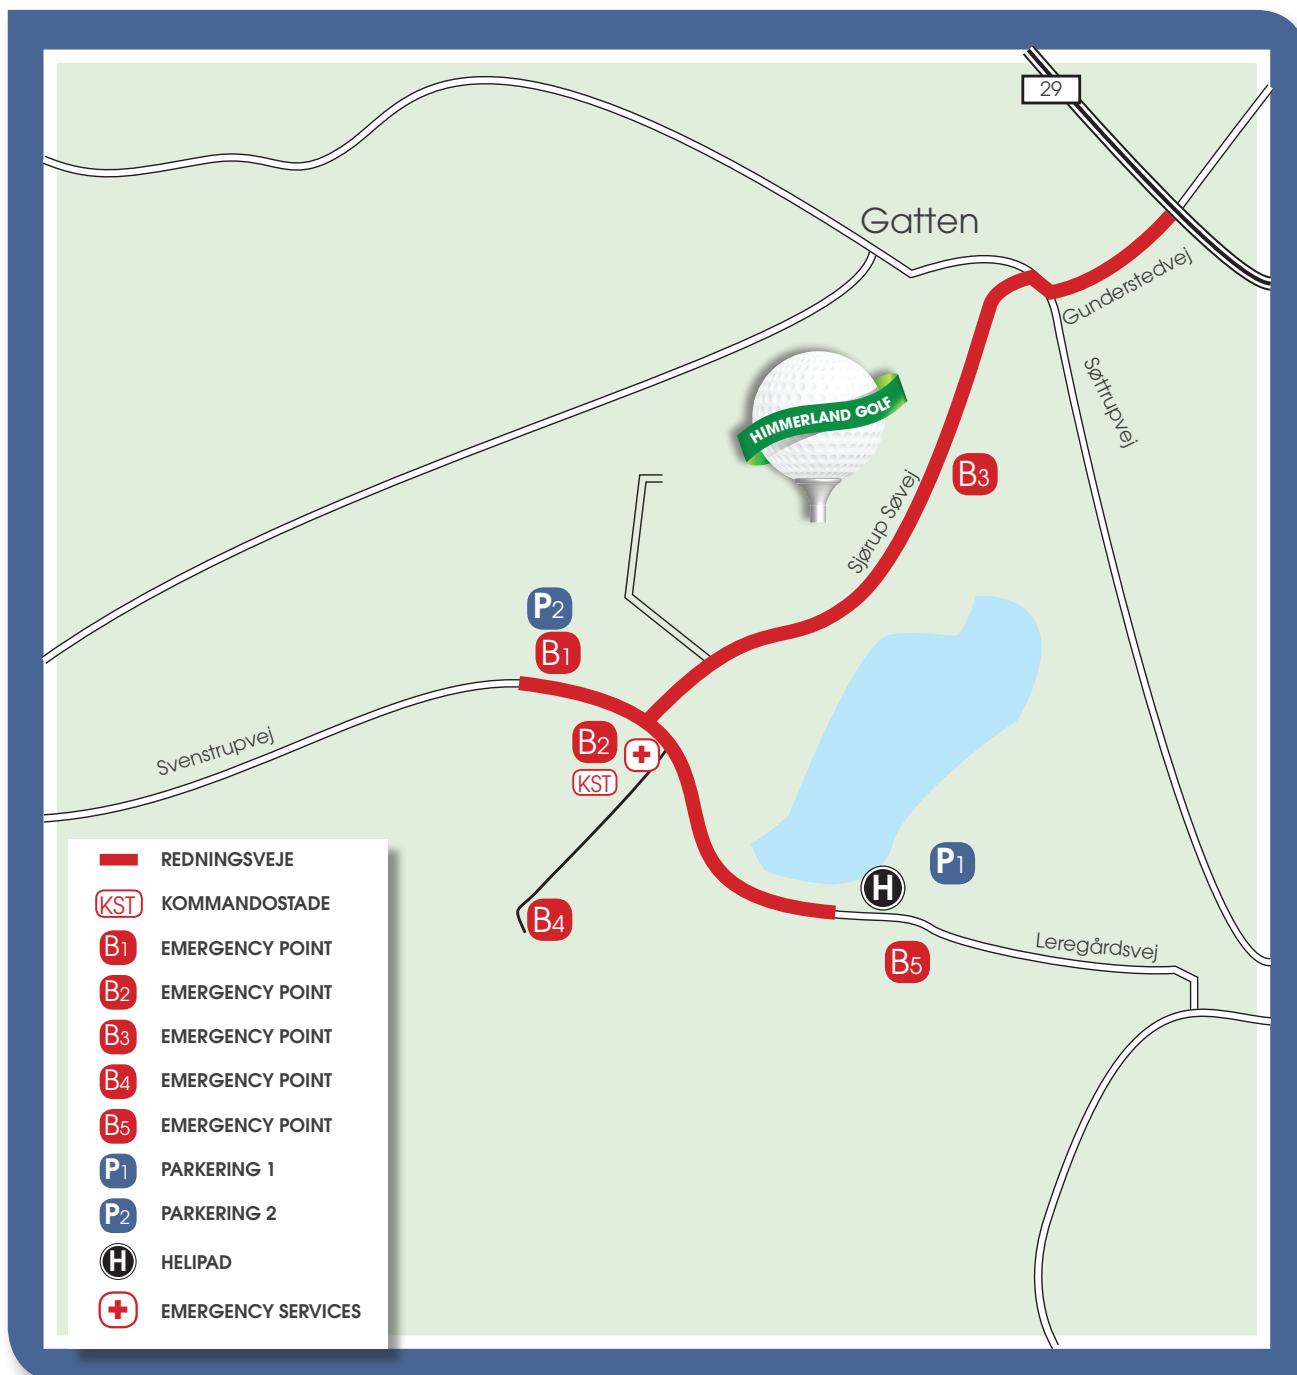 29
Gatten
Gunderstedvej
Søttrupvej
HIMMERLAND GOLF
B3
Sjørup Søvej
P2
B1
B2
KST
Svenstrupvej
H
P1
B4
B5
Leregårdsvej
REDNINGSVEJE
KST KOMMANDOSTADE
B1 EMERGENCY POINT
B2 EMERGENCY POINT
B3 EMERGENCY POINT
B4 EMERGENCY POINT
B5 EMERGENCY POINT
P1 PARKERING 1
P2 PARKERING 2
H HELIPAD
EMERGENCY SERVICES